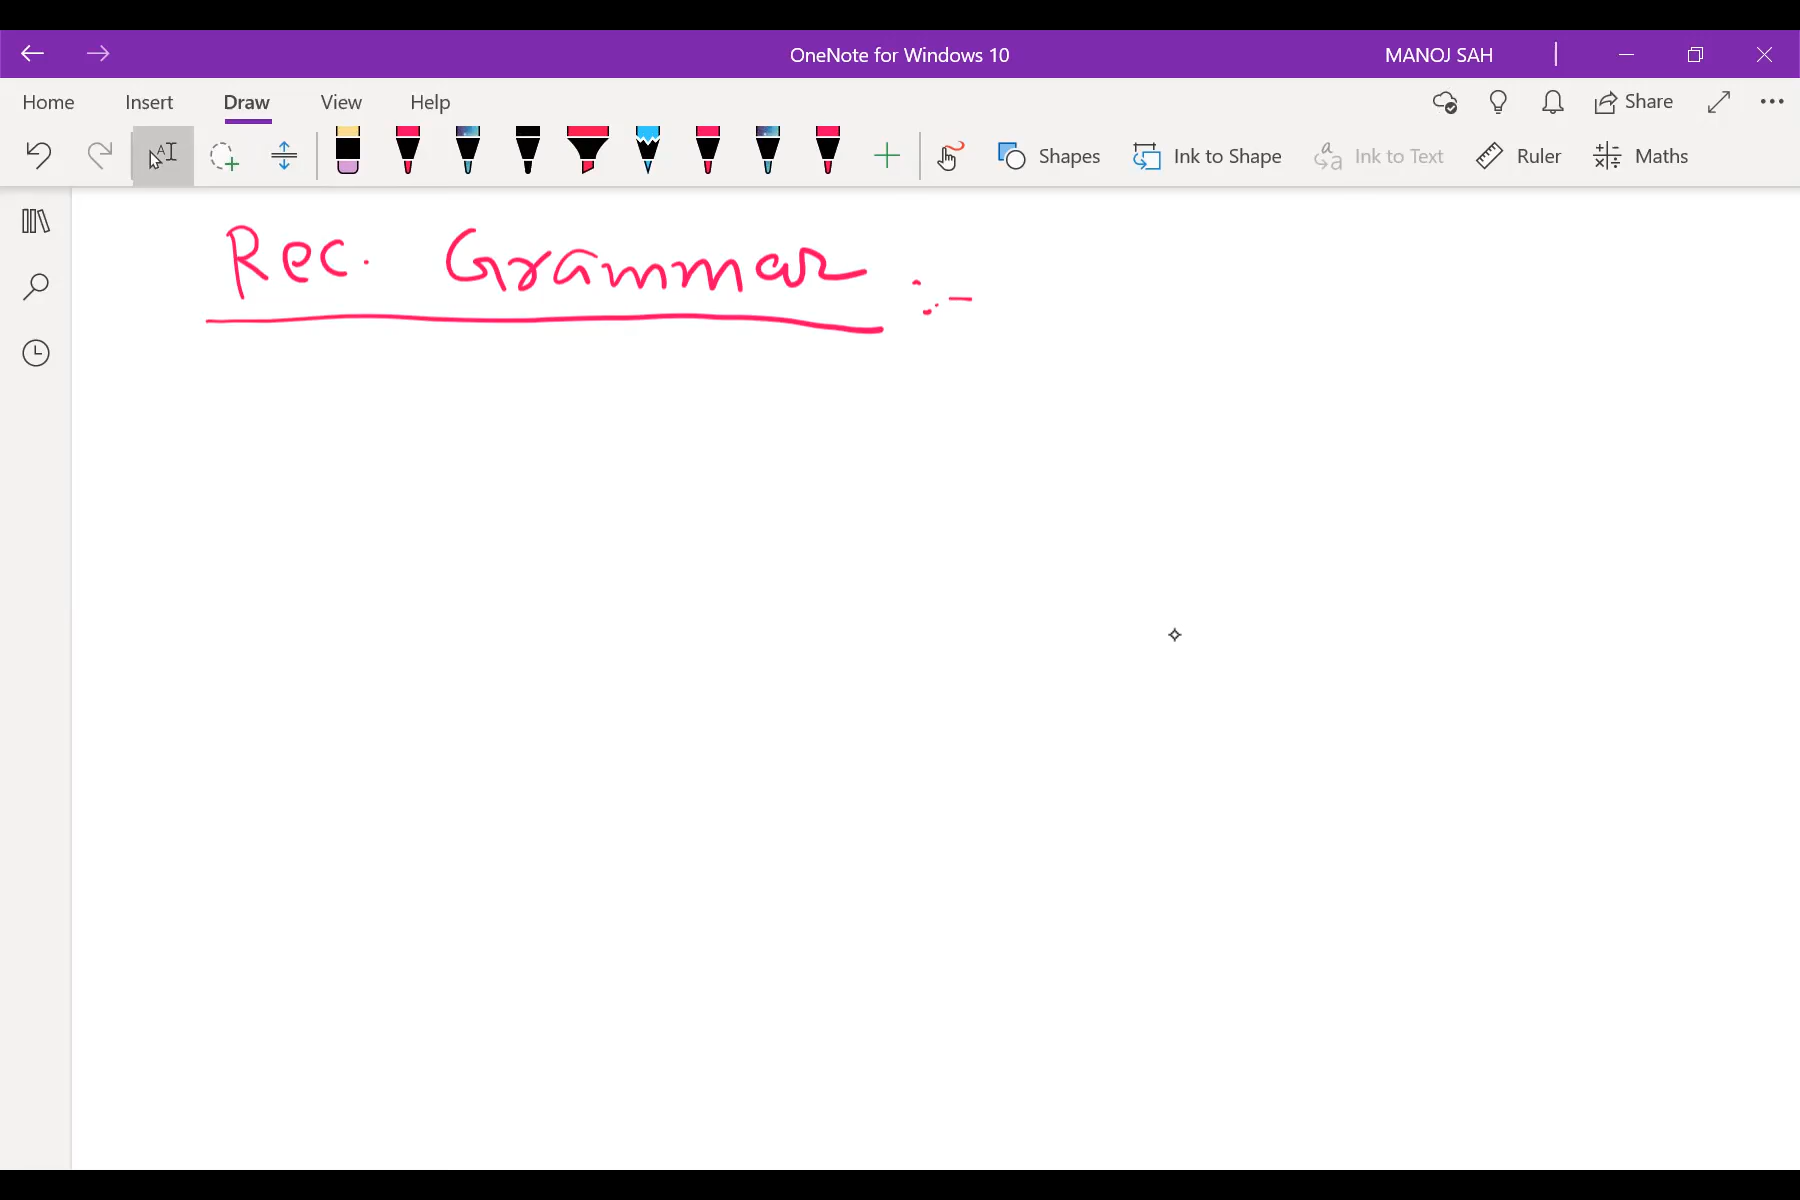 OneNote for Windows 10 MANOJ SAH
Home Insert Draw View Help Share
Shapes Ink to Shape Ink to Text Ruler Maths
Rec. Grammar :-